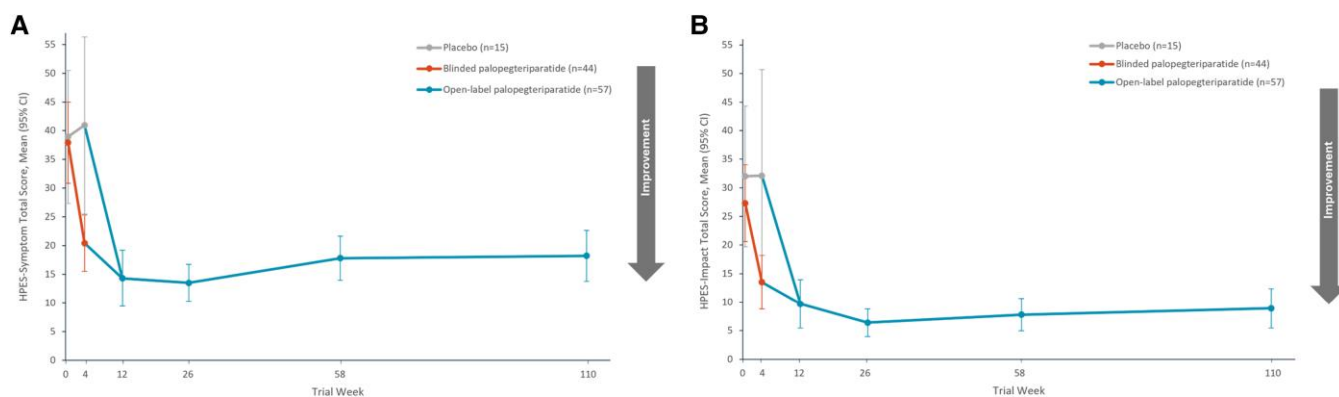 A
HPES-Symptom Total Score, Mean (95% CI)
55
50
45
40
35
30
25
20
15
10
5
0
0 4 12 26 58 110
Trial Week
Placebo (n=15)
Blinded palopegteriparatide (n=44)
Open-label palopegteriparatide (n=57)
Improvement
B
HPES-Impact Total Score, Mean (95% CI)
55
50
45
40
35
30
25
20
15
10
5
0
0 4 12 26 58 110
Trial Week
Placebo (n=15)
Blinded palopegteriparatide (n=44)
Open-label palopegteriparatide (n=57)
Improvement